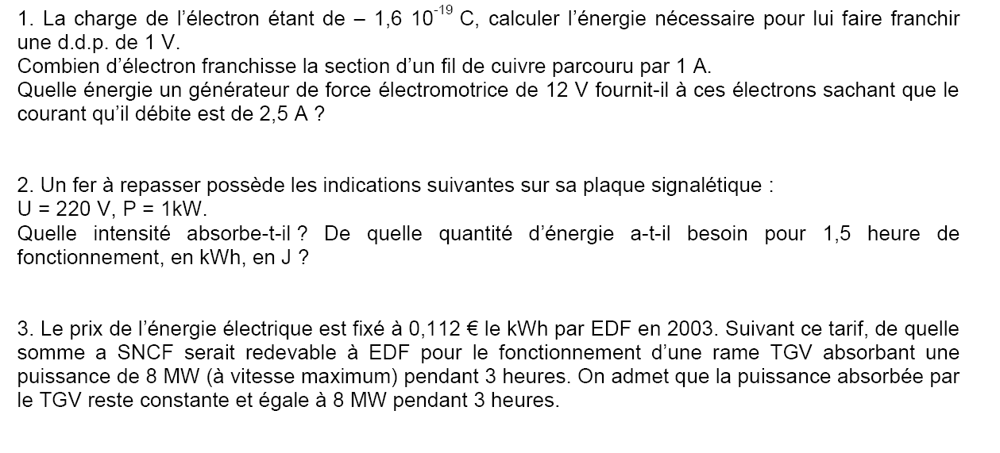 1. La charge de l’électron étant de – 1,6 10⁻¹⁹ C, calculer l’énergie nécessaire pour lui faire franchir
une d.d.p. de 1 V.
Combien d’électron franchisse la section d’un fil de cuivre parcouru par 1 A.
Quelle énergie un générateur de force électromotrice de 12 V fournit-il à ces électrons sachant que le
courant qu’il débite est de 2,5 A ?
2. Un fer à repasser possède les indications suivantes sur sa plaque signalétique :
U = 220 V, P = 1kW.
Quelle intensité absorbe-t-il ? De quelle quantité d’énergie a-t-il besoin pour 1,5 heure de
fonctionnement, en kWh, en J ?
3. Le prix de l’énergie électrique est fixé à 0,112 € le kWh par EDF en 2003. Suivant ce tarif, de quelle
somme a SNCF serait redevable à EDF pour le fonctionnement d’une rame TGV absorbant une
puissance de 8 MW (à vitesse maximum) pendant 3 heures. On admet que la puissance absorbée par
le TGV reste constante et égale à 8 MW pendant 3 heures.